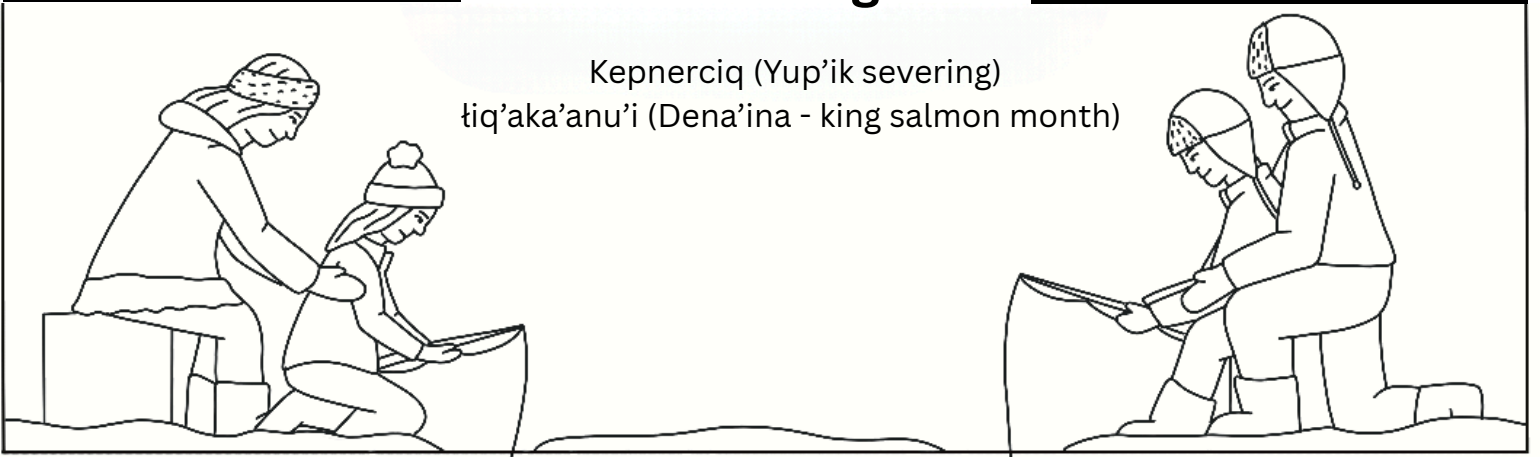 Kepnerciq (Yup’ik severing)
łiq’aka’anu’i (Dena’ina - king salmon month)